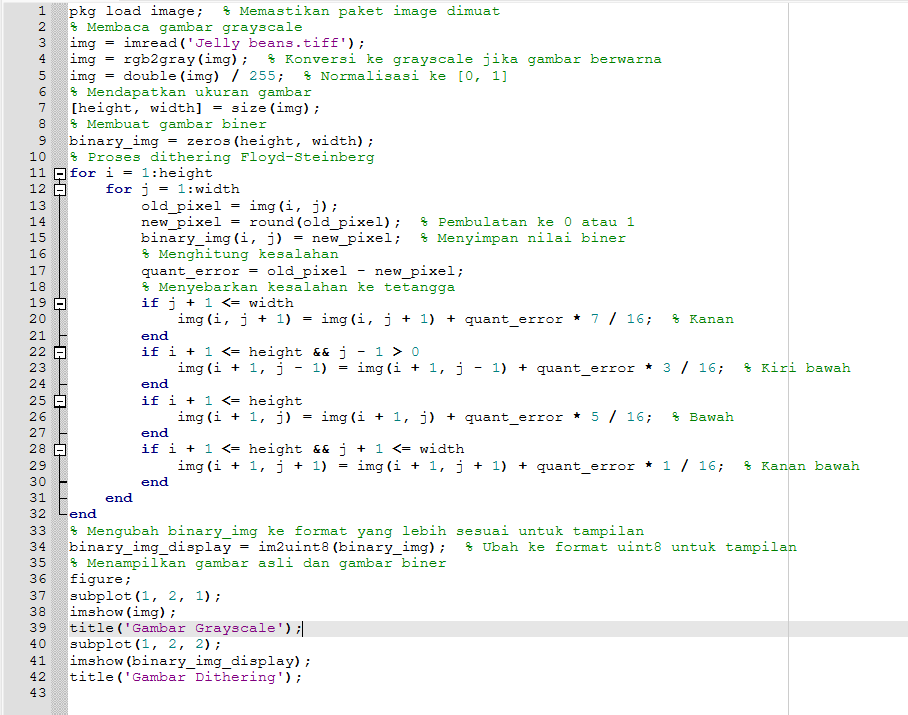 1 pkg load image;  % Memastikan paket image dimuat
2 % Membaca gambar grayscale
3 img = imread('Jelly beans.tiff');
4 img = rgb2gray(img);  % Konversi ke grayscale jika gambar berwarna
5 img = double(img) / 255;  % Normalisasi ke [0, 1]
6 % Mendapatkan ukuran gambar
7 [height, width] = size(img);
8 % Membuat gambar biner
9 binary_img = zeros(height, width);
10 % Proses dithering Floyd-Steinberg
11 for i = 1:height
12     for j = 1:width
13         old_pixel = img(i, j);
14         new_pixel = round(old_pixel);  % Pembulatan ke 0 atau 1
15         binary_img(i, j) = new_pixel;  % Menyimpan nilai biner
16         % Menghitung kesalahan
17         quant_error = old_pixel - new_pixel;
18         % Menyebarkan kesalahan ke tetangga
19         if j + 1 <= width
20             img(i, j + 1) = img(i, j + 1) + quant_error * 7 / 16;  % Kanan
21         end
22         if i + 1 <= height && j - 1 > 0
23             img(i + 1, j - 1) = img(i + 1, j - 1) + quant_error * 3 / 16;  % Kiri bawah
24         end
25         if i + 1 <= height
26             img(i + 1, j) = img(i + 1, j) + quant_error * 5 / 16;  % Bawah
27         end
28         if i + 1 <= height && j + 1 <= width
29             img(i + 1, j + 1) = img(i + 1, j + 1) + quant_error * 1 / 16;  % Kanan bawah
30         end
31     end
32 end
33 % Mengubah binary_img ke format yang lebih sesuai untuk tampilan
34 binary_img_display = im2uint8(binary_img);  % Ubah ke format uint8 untuk tampilan
35 % Menampilkan gambar asli dan gambar biner
36 figure;
37 subplot(1, 2, 1);
38 imshow(img);
39 title('Gambar Grayscale');
40 subplot(1, 2, 2);
41 imshow(binary_img_display);
42 title('Gambar Dithering');
43